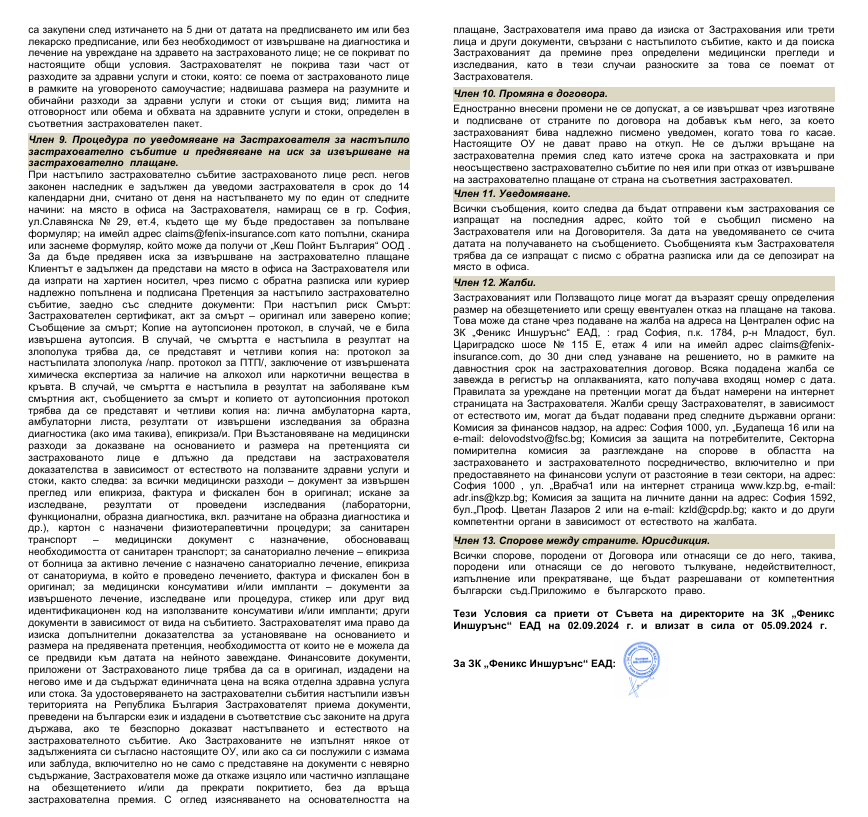 са закупени след изтичането на 5 дни от датата на предписването им или без
лекарско предписание, или без необходимост от извършване на диагностика и
лечение на увреждане на здравето на застрахованото лице; не се покриват по
настоящите общи условия. Застрахователят не покрива тази част от
разходите за здравни услуги и стоки, която: се поема от застрахованото лице
в рамките на уговореното самоучастие; надвишава размера на разумните и
обичайни разходи за здравни услуги и стоки от същия вид; лимита на
отговорност или обема и обхвата на здравните услуги и стоки, определен в
съответния застрахователен пакет.
Член 9. Процедура по уведомяване на Застрахователя за настъпило
застрахователно събитие и предявяване на иск за извършване на
застрахователно плащане.
При настъпило застрахователно събитие застрахованото лице респ. негов
законен наследник е задължен да уведоми застрахователя в срок до 14
календарни дни, считано от деня на настъпването му по един от следните
начини: на място в офиса на Застрахователя, намиращ се в гр. София,
ул.Славянска № 29, ет.4, където ще му бъде предоставен за попълване
формуляр; на имейл адрес claims@fenix-insurance.com като попълни, сканира
или заснеме формуляр, който може да получи от „Кеш Пойнт България“ ООД .
За да бъде предявен иска за извършване на застрахователно плащане
Клиентът е задължен да представи на място в офиса на Застрахователя или
да изпрати на хартиен носител, чрез писмо с обратна разписка или куриер
надлежно попълнена и подписана Претенция за настъпило застрахователно
събитие, заедно със следните документи: При настъпил риск Смърт:
Застрахователен сертификат, акт за смърт – оригинал или заверено копие;
Съобщение за смърт; Копие на аутопсионен протокол, в случай, че е била
извършена аутопсия. В случай, че смъртта е настъпила в резултат на
злополука трябва да, се представят и четливи копия на: протокол за
настъпилата злополука /напр. протокол за ПТП/, заключение от извършената
химическа експертиза за наличие на алкохол или наркотични вещества в
кръвта. В случай, че смъртта е настъпила в резултат на заболяване към
смъртния акт, съобщението за смърт и копието от аутопсионния протокол
трябва да се представят и четливи копия на: лична амбулаторна карта,
амбулаторни листа, резултати от извършени изследвания за образна
диагностика (ако има такива), епикриза/и. При Възстановяване на медицински
разходи за доказване на основанието и размера на претенцията си
застрахованото лице е длъжно да представи на застрахователя
доказателства в зависимост от естеството на ползваните здравни услуги и
стоки, както следва: за всички медицински разходи – документ за извършен
преглед или епикриза, фактура и фискален бон в оригинал; искане за
изследване, резултати от проведени изследвания (лабораторни,
функционални, образна диагностика, вкл. разчитане на образна диагностика и
др.), картон с назначени физиотерапевтични процедури; за санитарен
транспорт – медицински документ с назначение, обосноваващ
необходимостта от санитарен транспорт; за санаториално лечение – епикриза
от болница за активно лечение с назначено санаториално лечение, епикриза
от санаториума, в който е проведено лечението, фактура и фискален бон в
оригинал; за медицински консумативи и/или импланти – документи за
извършеното лечение, изследване или процедура, стикер или друг вид
идентификационен код на използваните консумативи и/или импланти; други
документи в зависимост от вида на събитието. Застрахователят има право да
изиска допълнителни доказателства за установяване на основанието и
размера на предявената претенция, необходимостта от които не е можела да
се предвиди към датата на нейното завеждане. Финансовите документи,
приложени от Застрахованото лице трябва да са в оригинал, издадени на
негово име и да съдържат единичната цена на всяка отделна здравна услуга
или стока. За удостоверяването на застрахователни събития настъпили извън
територията на Република България Застрахователят приема документи,
преведени на български език и издадени в съответствие със законите на друга
държава, ако те безспорно доказват настъпването и естеството на
застрахователното събитие. Ако Застрахованите не изпълнят някое от
задълженията си съгласно настоящите ОУ, или ако са си послужили с измама
или заблуда, включително но не само с представяне на документи с невярно
съдържание, Застрахователя може да откаже изцяло или частично изплащане
на обезщетението и/или да прекрати покритието, без да връща
застрахователна премия. С оглед изясняването на основателността на
плащане, Застрахователя има право да изиска от Застрахования или трети
лица и други документи, свързани с настъпилото събитие, както и да поиска
Застрахованият да премине през определени медицински прегледи и
изследвания, като в тези случаи разноските за това се поемат от
Застрахователя.
Член 10. Промяна в договора.
Едностранно внесени промени не се допускат, а се извършват чрез изготвяне
и подписване от страните по договора на добавък към него, за което
застрахованият бива надлежно писмено уведомен, когато това го касае.
Настоящите ОУ не дават право на откуп. Не се дължи връщане на
застрахователна премия след като изтече срока на застраховката и при
неосъществено застрахователно събитие по нея или при отказ от извършване
на застрахователно плащане от страна на съответния застраховател.
Член 11. Уведомяване.
Всички съобщения, които следва да бъдат отправени към застрахования се
изпращат на последния адрес, който той е съобщил писмено на
Застрахователя или на Договорителя. За дата на уведомяването се счита
датата на получаването на съобщението. Съобщенията към Застрахователя
трябва да се изпращат с писмо с обратна разписка или се депозират на
място в офиса.
Член 12. Жалби.
Застрахованият или Ползващото лице могат да възразят срещу определения
размер на обезщетението или срещу евентуален отказ на плащане на такова.
Това може да стане чрез подаване на жалба на адреса на Централен офис на
ЗК „Феникс Иншурънс“ ЕАД, : град София, п.к. 1784, р-н Младост, бул.
Цариградско шосе № 115 Е, етаж 4 или на имейл адрес claims@fenix-
insurance.com, до 30 дни след узнаване на решението, но в рамките на
давностния срок на застрахователния договор. Всяка подадена жалба се
завежда в регистър на оплакванията, като получава входящ номер с дата.
Правилата за уреждане на претенции могат да бъдат намерени на интернет
страницата на Застрахователя. Жалби срещу Застрахователят, в зависимост
от естеството им, могат да бъдат подавани пред следните държавни органи:
Комисия за финансов надзор, на адрес: София 1000, ул. „Будапеща 16 или на
e-mail: delovodstvo@fsc.bg; Комисия за защита на потребителите, Секторна
помирителна комисия за разглеждане на спорове в областта на
застраховането и застрахователното посредничество, включително и при
предоставянето на финансови услуги от разстояние в тези сектори, на адрес:
София 1000 , ул. „Врабча1 или на интернет страница www.kzp.bg, e-mail:
adr.ins@kzp.bg; Комисия за защита на личните данни на адрес: София 1592,
бул.„Проф. Цветан Лазаров 2 или на e-mail: kzld@cpdp.bg; както и до други
компетентни органи в зависимост от естеството на жалбата.
Член 13. Спорове между страните. Юрисдикция.
Всички спорове, породени от Договора или отнасящи се до него, такива,
породени или отнасящи се до неговото тълкуване, недействителност,
изпълнение или прекратяване, ще бъдат разрешавани от компетентния
български съд.Приложимо е българското право.
Тези Условия са приети от Съвета на директорите на ЗК „Феникс
Иншурънс“ ЕАД на 02.09.2024 г. и влизат в сила от 05.09.2024 г.
За ЗК „Феникс Иншурънс“ ЕАД: